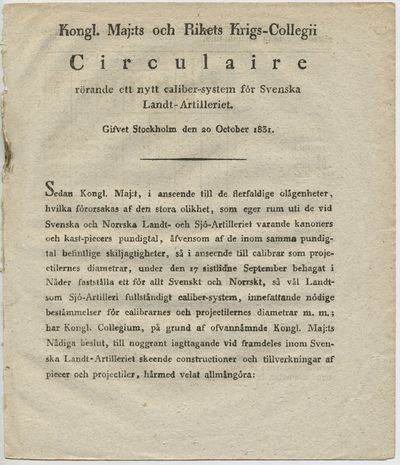 Kongl. Maj:ts och Rikets Krigs-Collegii
Circulaire
rörande ett nytt caliber-system för Svenska
Landt-Artilleriet.
Gifvet Stockholm den 20 October 1831.
Sedan Kongl. Maj:t, i anseende till de flerfaldige olägenheter,
hvilka förorsakas af den stora olikhet, som eger rum uti de vid
Svenska och Norrska Landt- och Sjö-Artilleriet varande kanoners
och kast-piecers pundigtal, äfvensom af de inom samma pundig-
tal befintlige skiljagtigheter, så i anseende till calibrar som proje-
ctilernes diametrar, under den 17 sistlidne September behagat i
Nåder fastställa ett för allt Svenskt och Norrskt, så väl Landt-
som Sjö-Artilleri fullständigt caliber-system, innefattande nödige
bestämmelser för calibrarnes och projectilernes diametrar m. m.;
har Kongl. Collegium, på grund af ofvannämnde Kongl. Maj:ts
Nådiga beslut, till noggrant iagttagande vid framdeles inom Sven-
ska Landt-Artilleriet skeende constructioner och tillverkningar af
piecer och projectiler, härmed velat allmängöra: